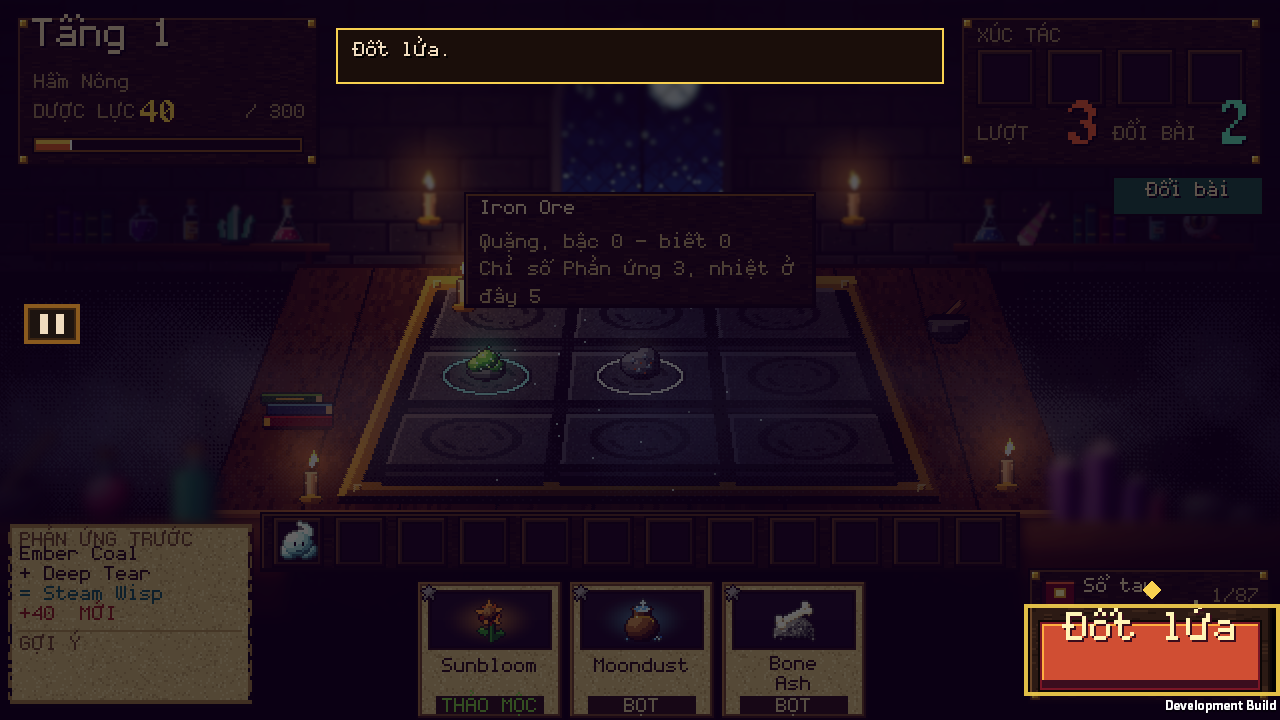 Tầng 1
Hầm Nông
DƯỢC LỰC 40 / 300
Đốt lửa.
XÚC TÁC
LƯỢT 3 ĐỔI BÀI 2
Đổi bài
Iron Ore
Quặng, bậc 0 - biết 0
Chỉ số Phản ứng 3, nhiệt ở
đây 5
PHẢN ỨNG TRƯỚC
Ember Coal
+ Deep Tear
= Steam Wisp
+40 MỚI
GỢI Ý
Sunbloom
THẢO MỘC
Moondust
BỘT
Bone
Ash
BỘT
Sổ tay
1/87
Đốt lửa
Development Build